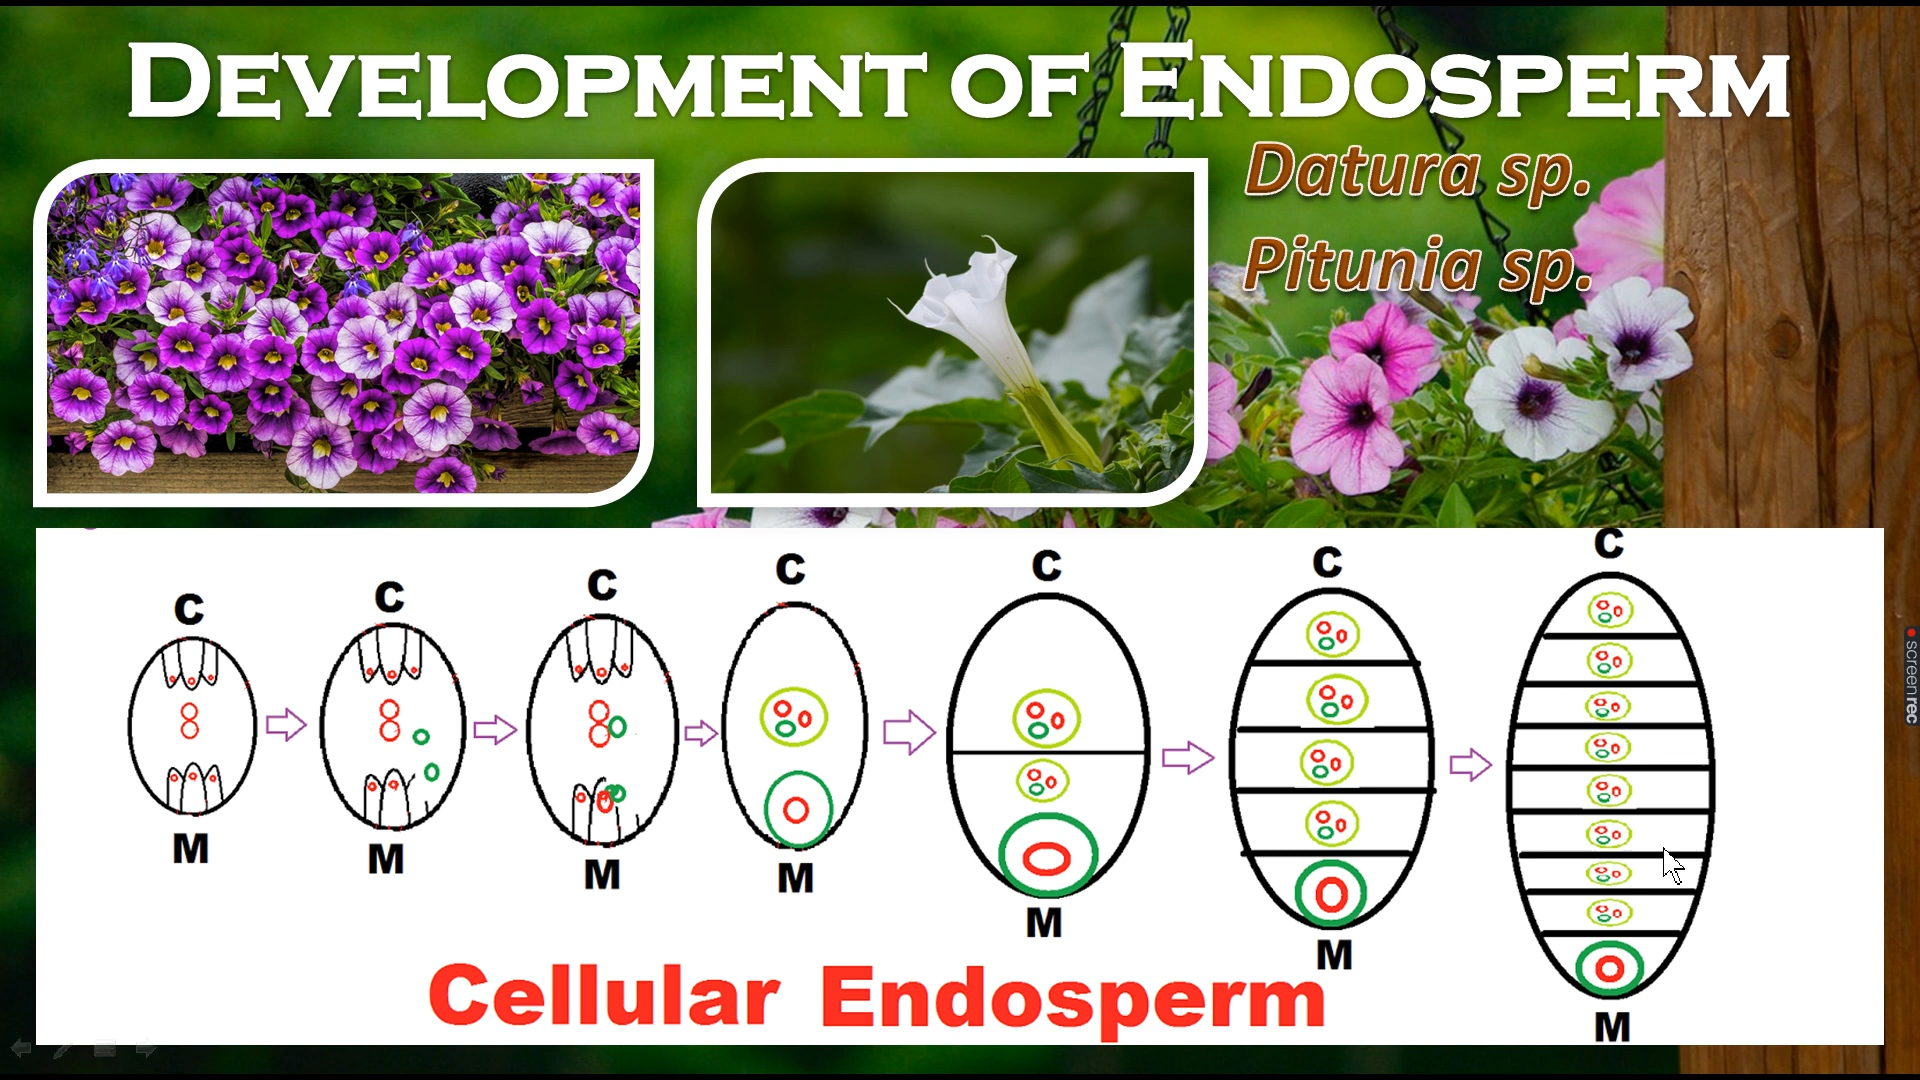 DEVELOPMENT OF ENDOSPERM
Datura sp.
Pitunia sp.
C
C
C
C
C
C
C
M
M
M
M
M
M
M
Cellular Endosperm
screenrec